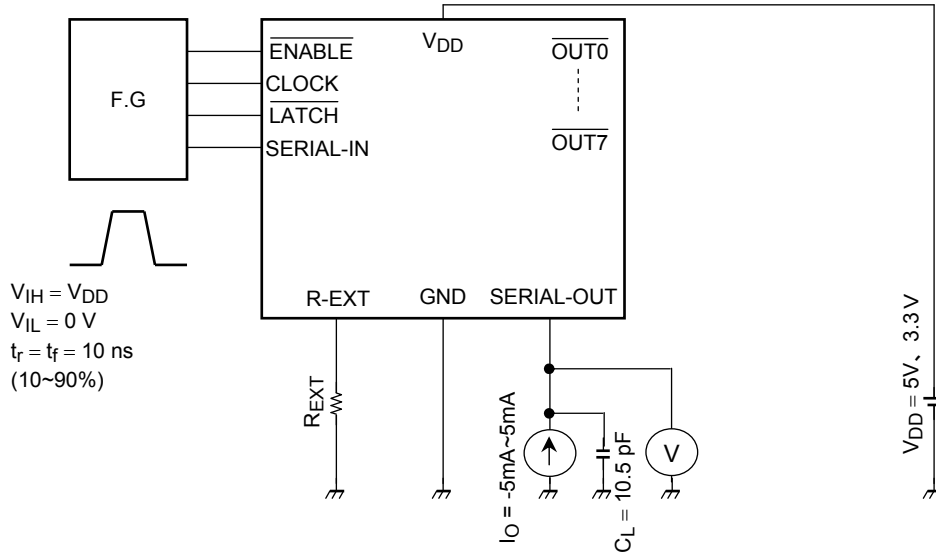 F.G
ENABLE
CLOCK
LATCH
SERIAL-IN
VDD
OUT0
OUT7
R-EXT
GND
SERIAL-OUT
VIH = VDD
VIL = 0 V
tr = tf = 10 ns
(10~90%)
REXT
IO = -5mA~5mA
CL = 10.5 pF
V
VDD = 5V、3.3 V